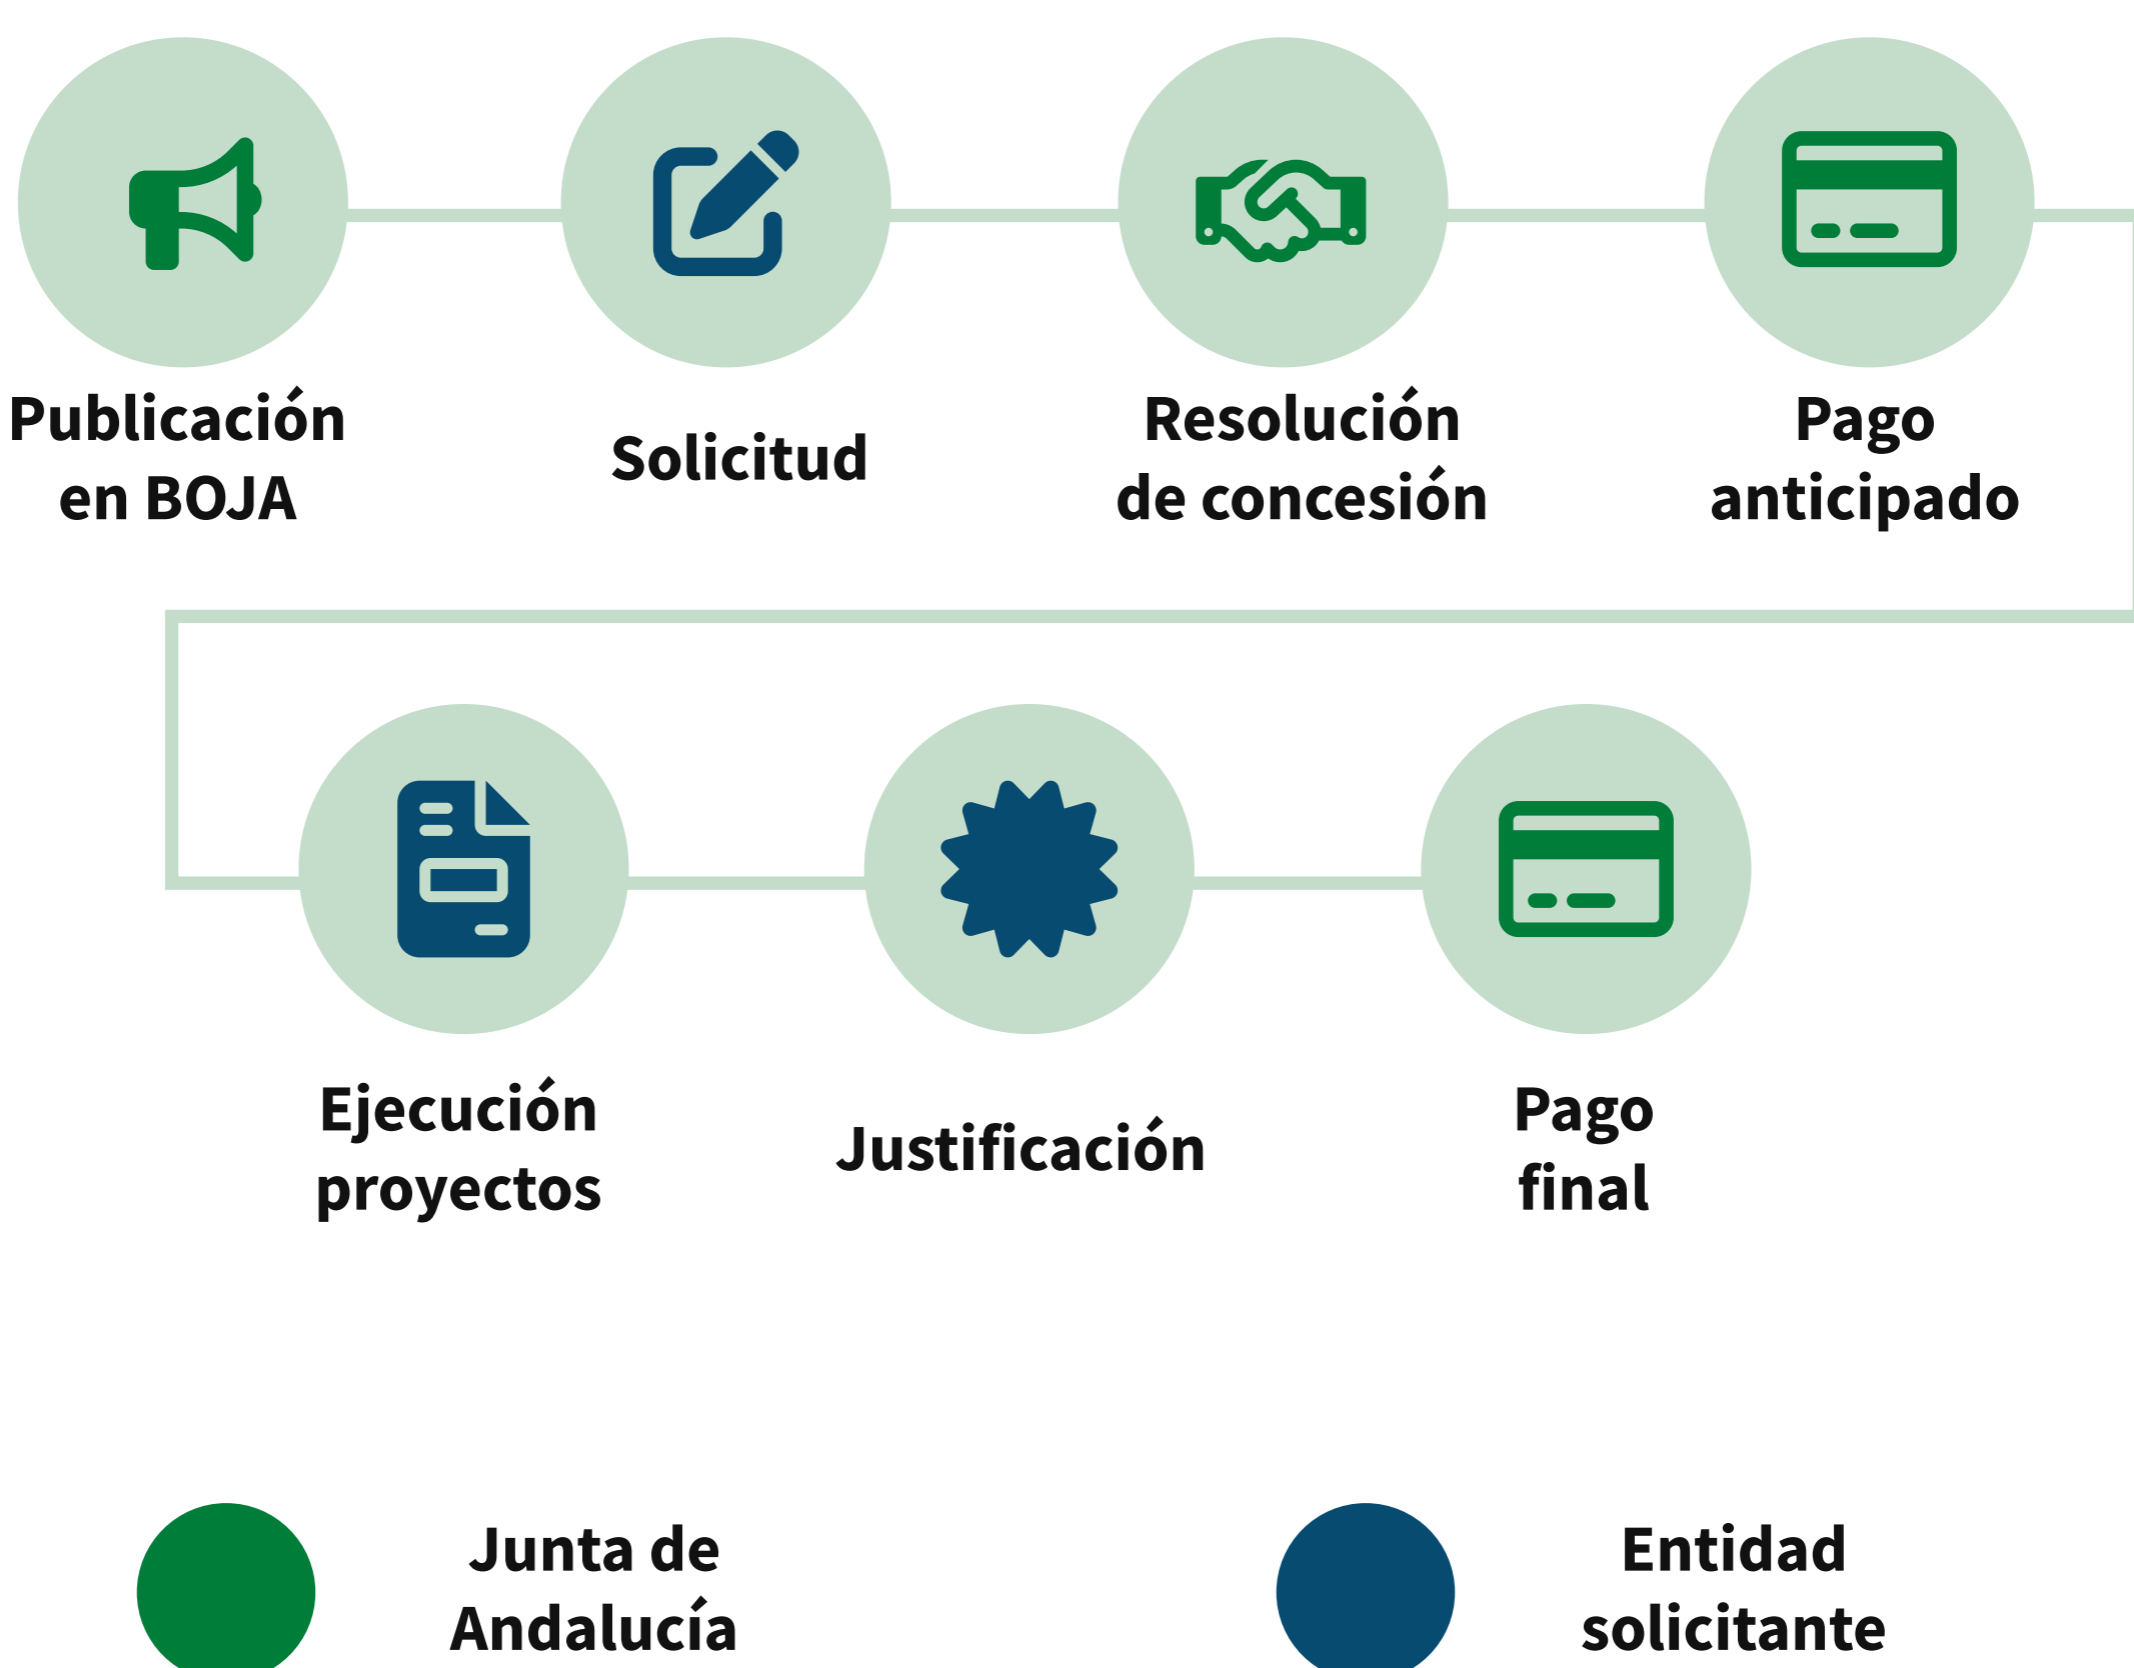 Publicación
en BOJA
Solicitud
Resolución
de concesión
Pago
anticipado
Ejecución
proyectos
Justificación
Pago
final
Junta de
Andalucía
Entidad
solicitante